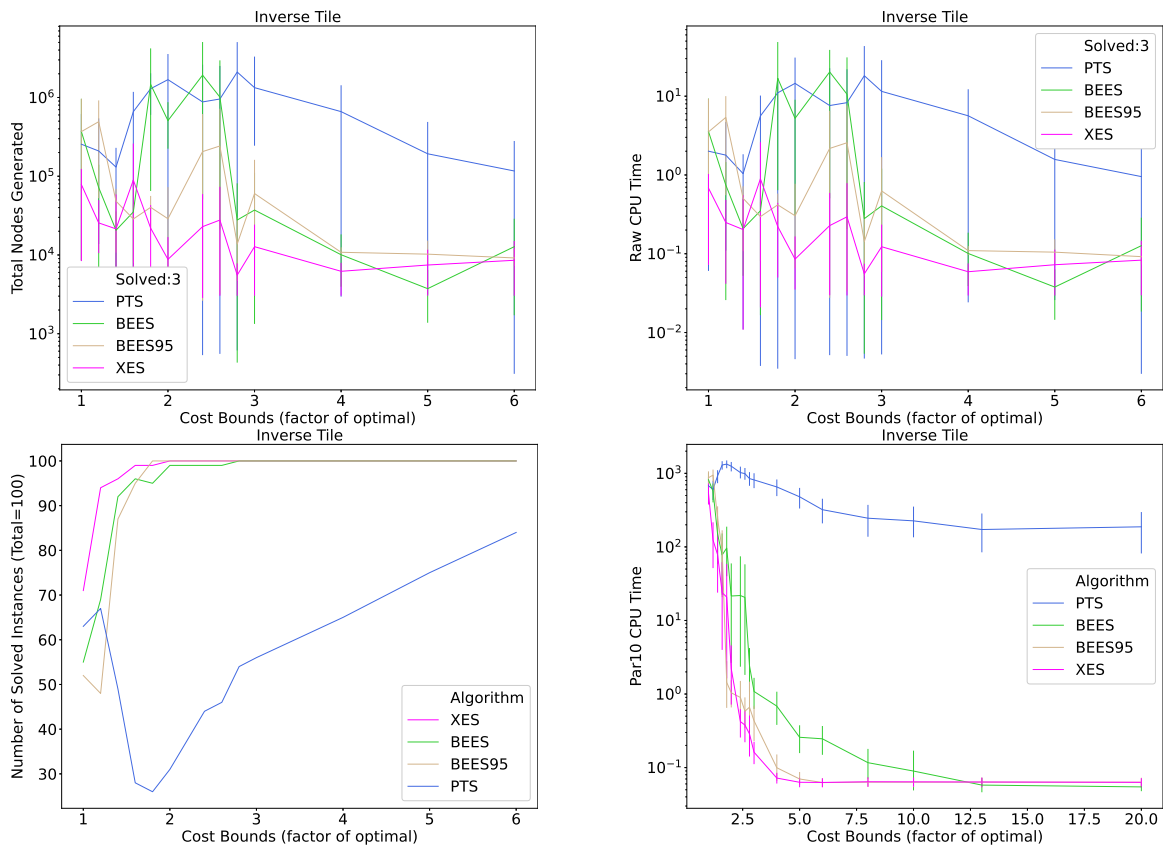 Inverse Tile
Total Nodes Generated
10^6
10^5
10^4
10^3
Solved:3
PTS
BEES
BEES95
XES
1 2 3 4 5 6
Cost Bounds (factor of optimal)
Inverse Tile
Raw CPU Time
10^1
10^0
10^−1
10^−2
Solved:3
PTS
BEES
BEES95
XES
1 2 3 4 5 6
Cost Bounds (factor of optimal)
Inverse Tile
Number of Solved Instances (Total=100)
100
90
80
70
60
50
40
30
Algorithm
XES
BEES
BEES95
PTS
1 2 3 4 5 6
Cost Bounds (factor of optimal)
Inverse Tile
Par10 CPU Time
10^3
10^2
10^1
10^0
10^−1
Algorithm
PTS
BEES
BEES95
XES
2.5 5.0 7.5 10.0 12.5 15.0 17.5 20.0
Cost Bounds (factor of optimal)